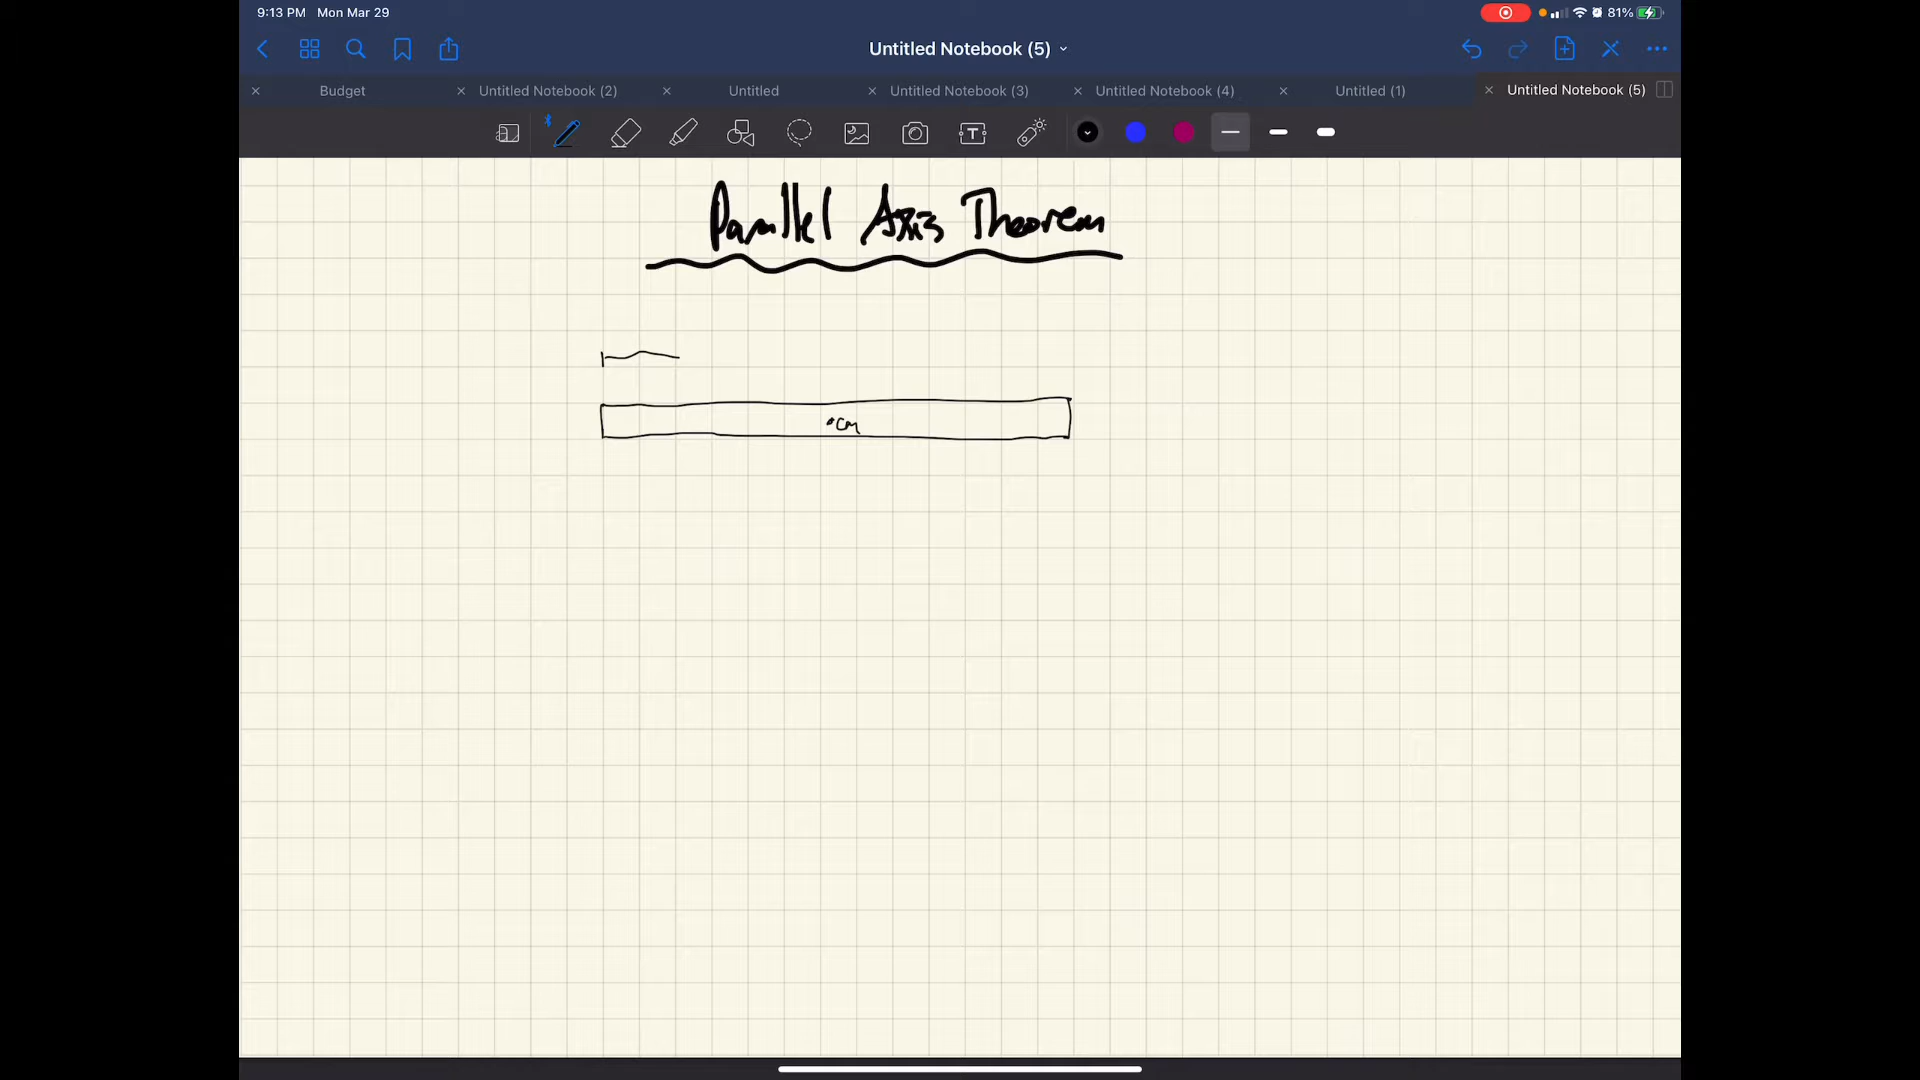 9:13 PM Mon Mar 29
81%
Untitled Notebook (5)
Budget
Untitled Notebook (2)
Untitled
Untitled Notebook (3)
Untitled Notebook (4)
Untitled (1)
Untitled Notebook (5)
T
Parallel Axis Theorem
cm